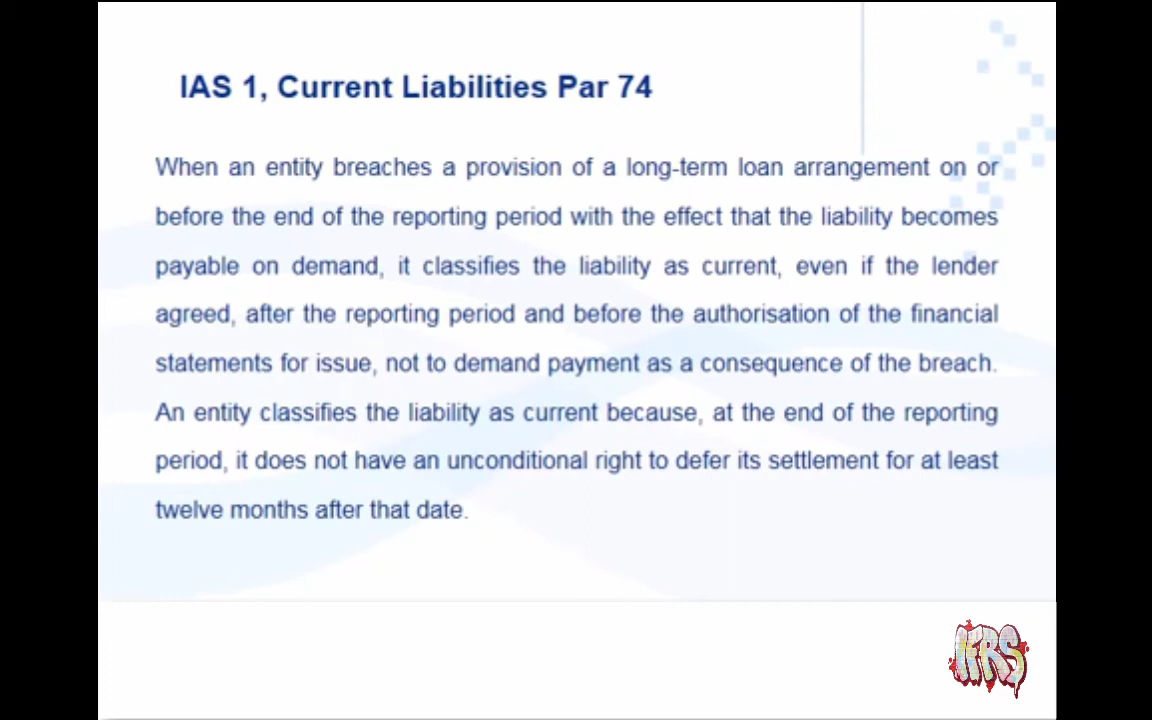 IAS 1, Current Liabilities Par 74
When an entity breaches a provision of a long-term loan arrangement on or
before the end of the reporting period with the effect that the liability becomes
payable on demand, it classifies the liability as current, even if the lender
agreed, after the reporting period and before the authorisation of the financial
statements for issue, not to demand payment as a consequence of the breach.
An entity classifies the liability as current because, at the end of the reporting
period, it does not have an unconditional right to defer its settlement for at least
twelve months after that date.
IFRS